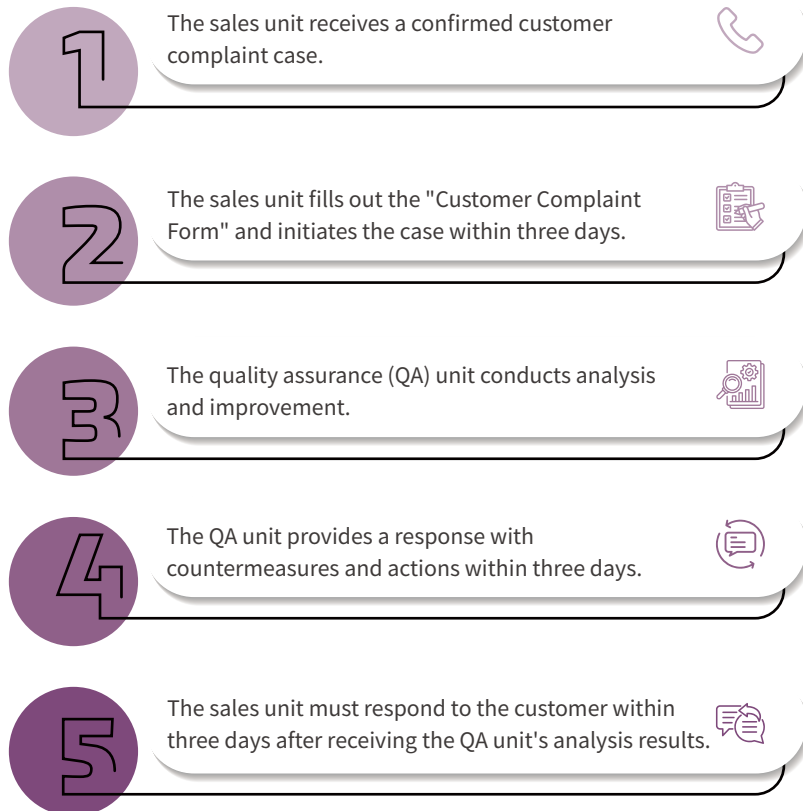 1
The sales unit receives a confirmed customer
complaint case.
2
The sales unit fills out the "Customer Complaint
Form" and initiates the case within three days.
3
The quality assurance (QA) unit conducts analysis
and improvement.
4
The QA unit provides a response with
countermeasures and actions within three days.
5
The sales unit must respond to the customer within
three days after receiving the QA unit's analysis results.